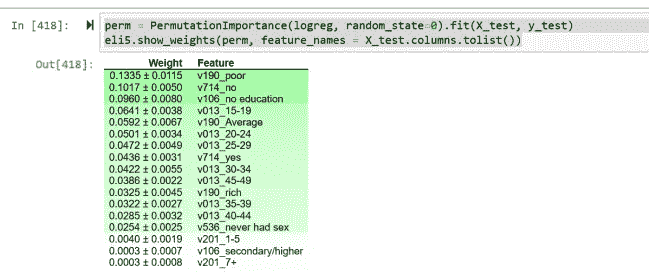 In [418]: perm = PermutationImportance(logreg, random_state=0).fit(X_test, y_test)
eli5.show_weights(perm, feature_names = X_test.columns.tolist())
Out[418]:
Weight Feature
0.1335 ± 0.0115 v190_poor
0.1017 ± 0.0050 v714_no
0.0960 ± 0.0080 v106_no education
0.0641 ± 0.0038 v013_15-19
0.0592 ± 0.0067 v190_Average
0.0501 ± 0.0034 v013_20-24
0.0472 ± 0.0049 v013_25-29
0.0436 ± 0.0031 v714_yes
0.0422 ± 0.0055 v013_30-34
0.0386 ± 0.0022 v013_45-49
0.0325 ± 0.0045 v190_rich
0.0322 ± 0.0027 v013_35-39
0.0285 ± 0.0032 v013_40-44
0.0254 ± 0.0025 v536_never had sex
0.0040 ± 0.0019 v201_1-5
0.0003 ± 0.0007 v106_secondary/higher
0.0003 ± 0.0008 v201_7+